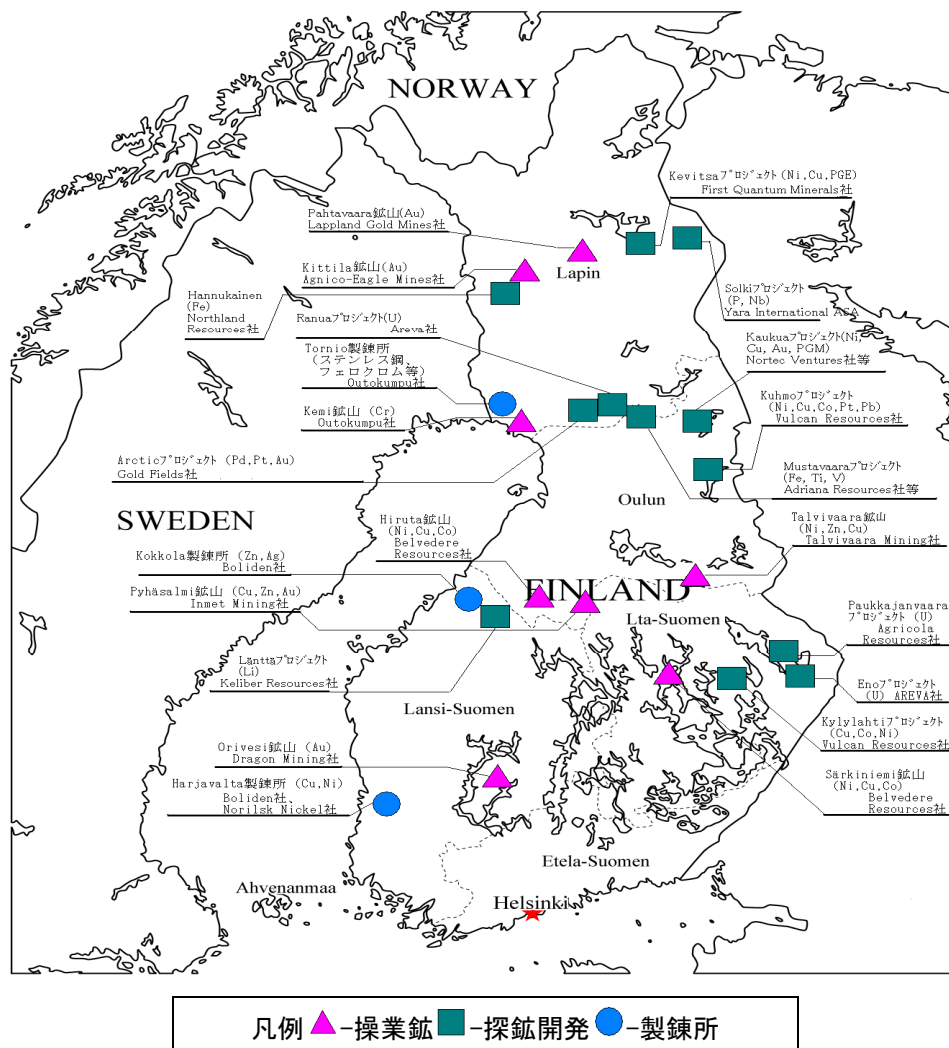 NORWAY
Kevitsaプロジェクト(Ni,Cu,PGE)
First Quantum Minerals社
Pahtavaara鉱山(Au)
Lappland Gold Mines社
Lapin
Kittila鉱山(Au)
Agnico-Eagle Mines社
Solkiプロジェクト
(P, Nb)
Yara International ASA
Hannukainen
(Fe)
Northland
Resources社
Ranuaプロジェクト(U)
Areva社
Kaukuaプロジェクト(Ni,
Cu, Au, PGM)
Nortec Ventures社等
Tornio製錬所
(ステンレス鋼、
フェロクロム等)
Outokumpu社
Kuhmoプロジェクト
(Ni,Cu,Co,Pt,Pb)
Vulcan Resources社
Kemi鉱山 (Cr)
Outokumpu社
Arcticプロジェクト (Pd,Pt,Au)
Gold Fields社
Mustavaaraプロジェクト
(Fe, Ti, V)
Adriana Resources社等
Oulun
SWEDEN
Hiruta鉱山
(Ni,Cu,Co)
Belvedere
Resources社
Talvivaara鉱山
(Ni,Zn,Cu)
Talvivaara Mining社
Kokkola製錬所 (Zn,Ag)
Boliden社
FINLAND
Pyhäsalmi鉱山 (Cu,Zn,Au)
Inmet Mining社
Lta-Suomen
Paukkajanvaara
プロジェクト (U)
Agricola
Resources社
Länttäプロジェクト
(Li)
Keliber Resources社
Enoプロジェクト
(U) AREVA社
Lansi-Suomen
Kylylahtiプロジェクト
(Cu,Co,Ni)
Vulcan Resources社
Orivesi鉱山 (Au)
Dragon Mining社
Särkiniemi鉱山
(Ni,Cu,Co)
Belvedere
Resources社
Harjavalta製錬所 (Cu,Ni)
Boliden社、
Norilsk Nickel社
Etela-Suomen
Ahvenanmaa
Helsinki
凡例 -操業鉱 -探鉱開発 -製錬所